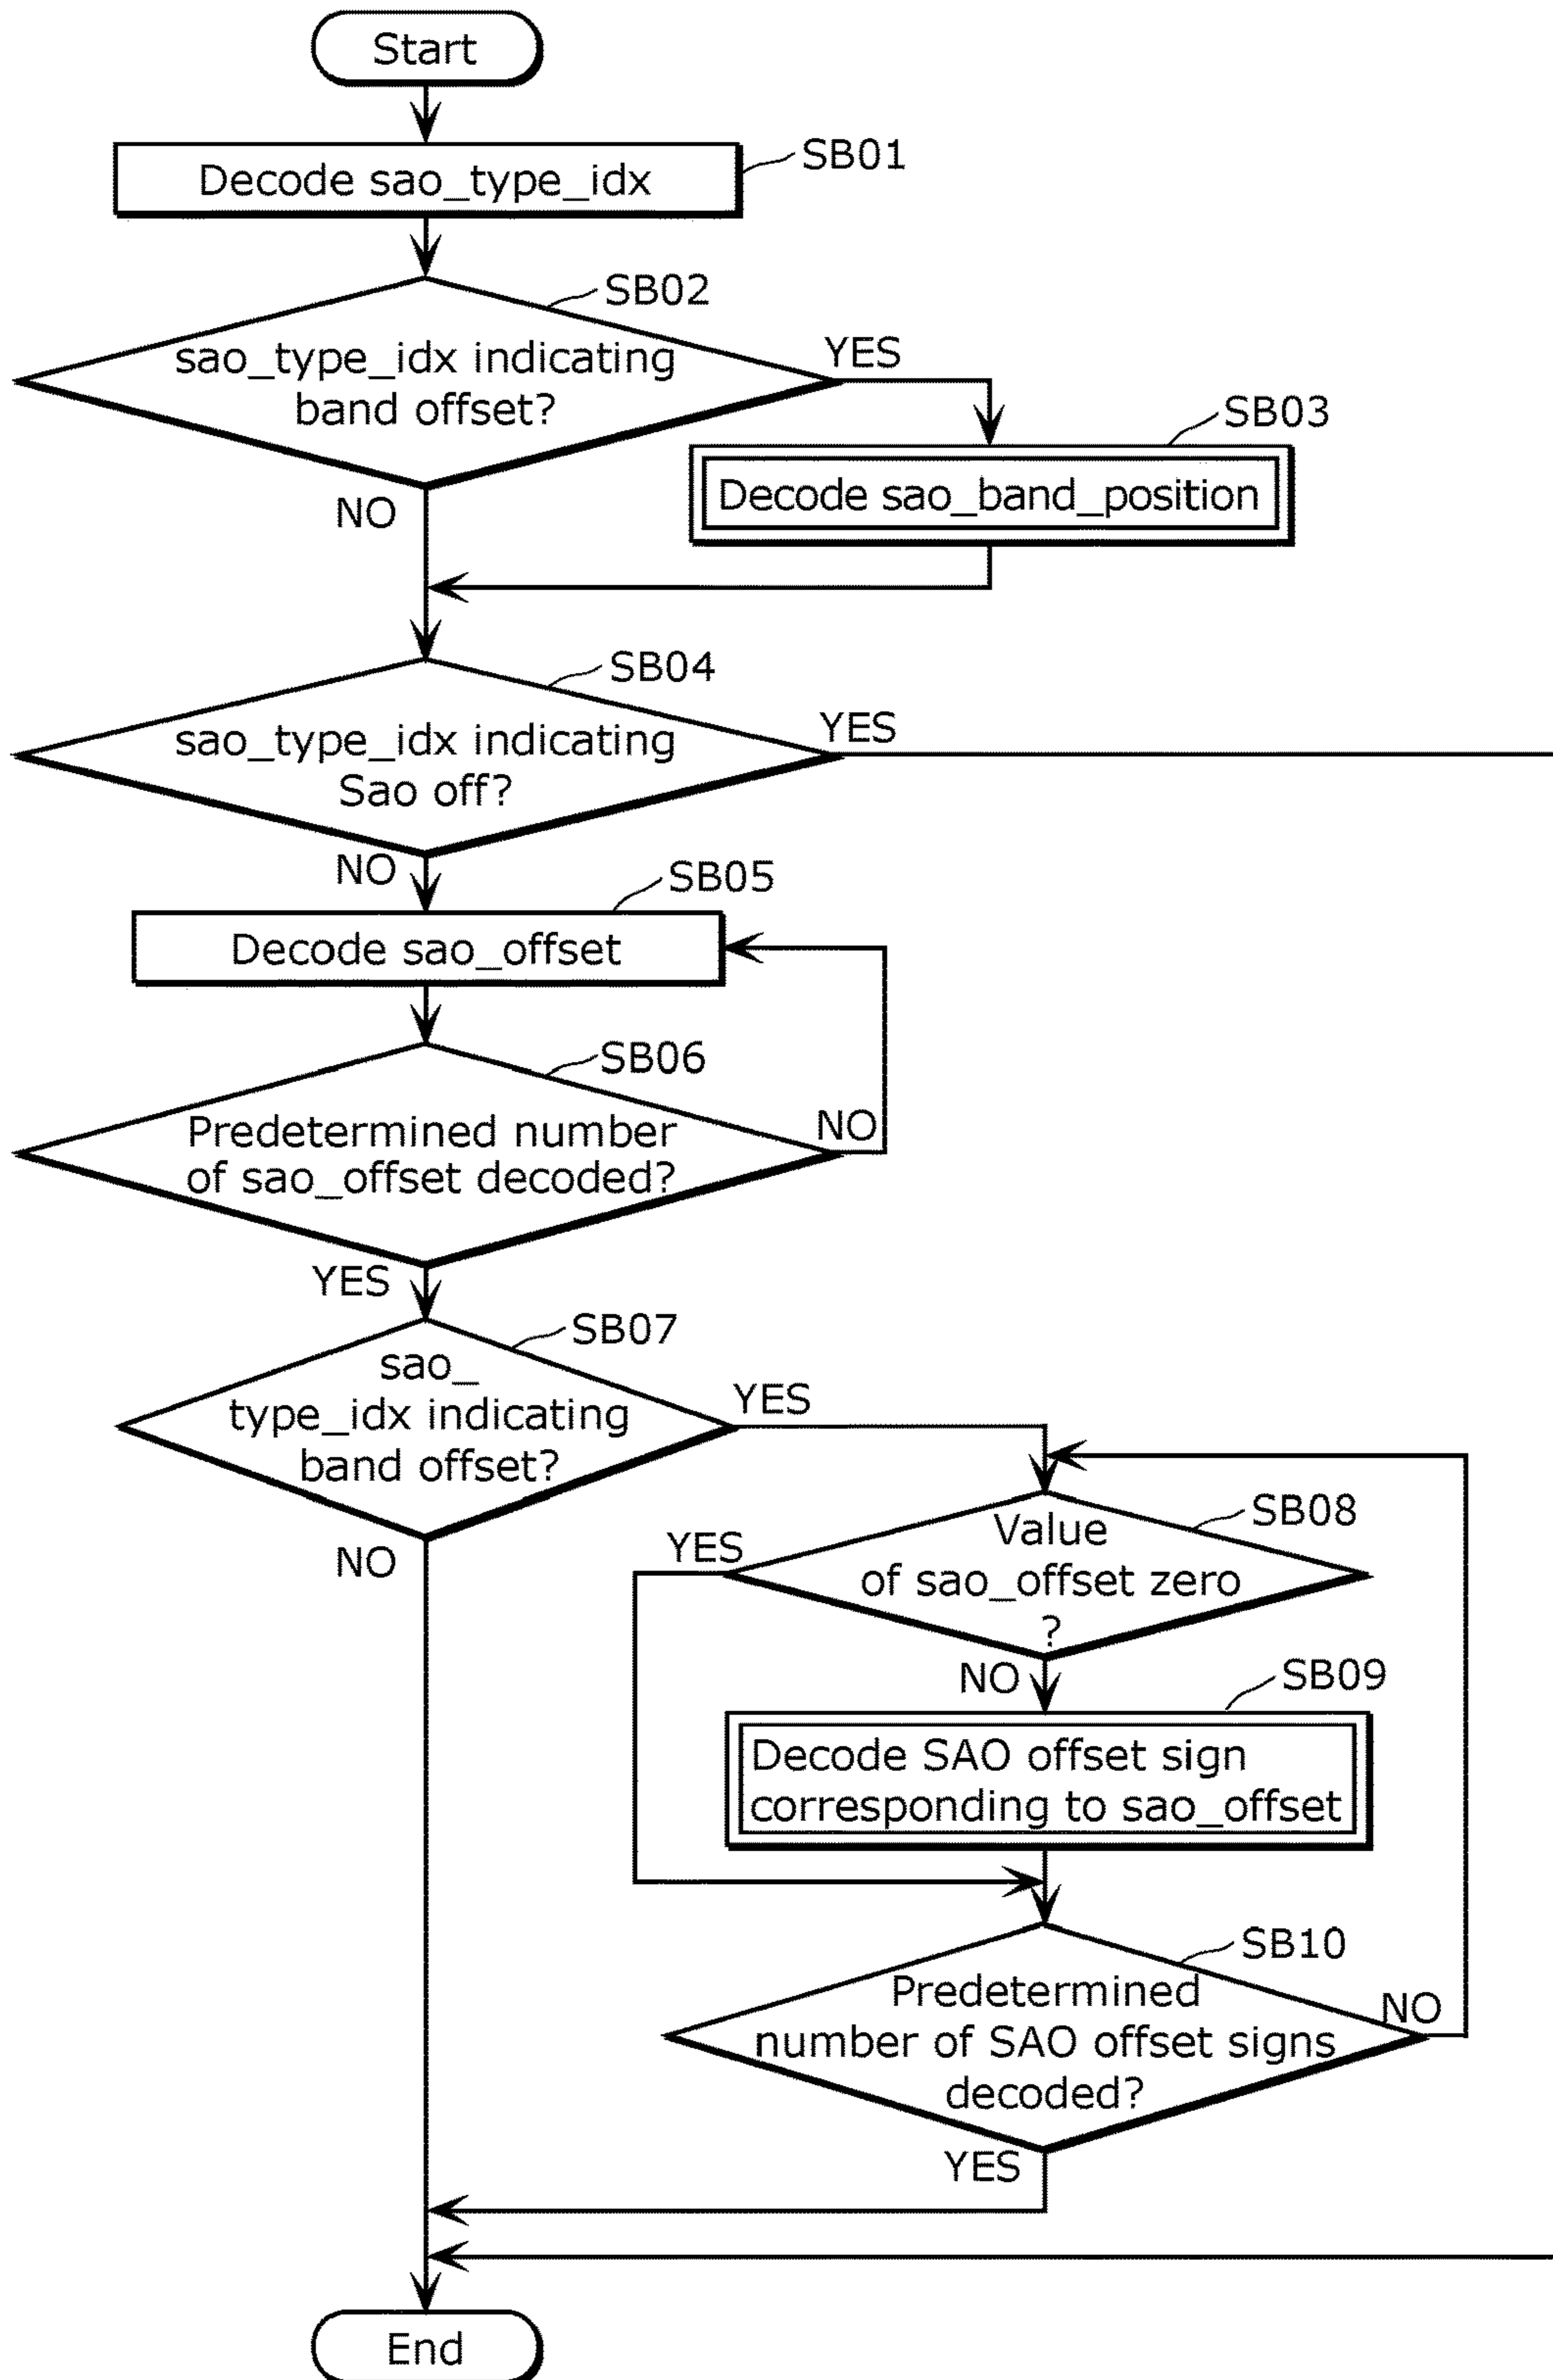 Start
SB01
Decode sao_type_idx
SB02
sao_type_idx indicating
band offset?
YES
NO
SB03
Decode sao_band_position
SB04
sao_type_idx indicating
Sao off?
YES
NO
SB05
Decode sao_offset
SB06
Predetermined number
of sao_offset decoded?
NO
YES
SB07
sao_
type_idx indicating
band offset?
YES
NO
SB08
Value
of sao_offset zero
?
YES
NO
SB09
Decode SAO offset sign
corresponding to sao_offset
SB10
Predetermined
number of SAO offset signs
decoded?
NO
YES
End